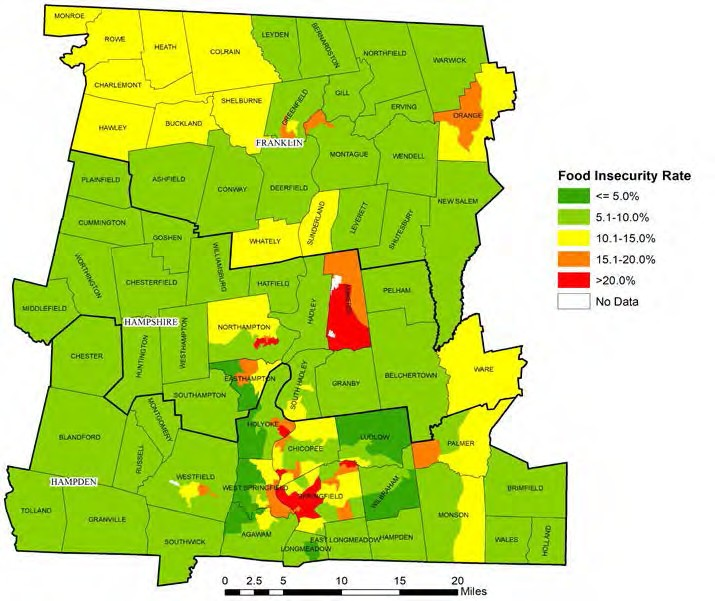 MONROE
ROWE
HEATH
COLRAIN
LEYDEN
BERNARDSTON
NORTHFIELD
WARWICK
CHARLEMONT
SHELBURNE
GREENFIELD
GILL
ERVING
ORANGE
HAWLEY
BUCKLAND
FRANKLIN
MONTAGUE
WENDELL
Food Insecurity Rate
<= 5.0%
5.1-10.0%
10.1-15.0%
15.1-20.0%
>20.0%
No Data
PLAINFIELD
ASHFIELD
CONWAY
DEERFIELD
NEW SALEM
CUMMINGTON
GOSHEN
WHATELY
SUNDERLAND
LEVERETT
SHUTESBURY
WORTHINGTON
CHESTERFIELD
WILLIAMSBURG
HATFIELD
HADLEY
PELHAM
MIDDLEFIELD
HAMPSHIRE
NORTHAMPTON
CHESTER
HUNTINGTON
WESTHAMPTON
EASTHAMPTON
SOUTH HADLEY
GRANBY
BELCHERTOWN
WARE
SOUTHAMPTON
MONTGOMERY
HOLYOKE
BLANDFORD
RUSSELL
CHICOPEE
LUDLOW
PALMER
HAMPDEN
WESTFIELD
WEST SPRINGFIELD
SPRINGFIELD
WILBRAHAM
BRIMFIELD
TOLLAND
GRANVILLE
MONSON
SOUTHWICK
AGAWAM
LONGMEADOW
EAST LONGMEADOW
HAMPDEN
WALES
HOLLAND
0 2.5 5 10 15 20
Miles